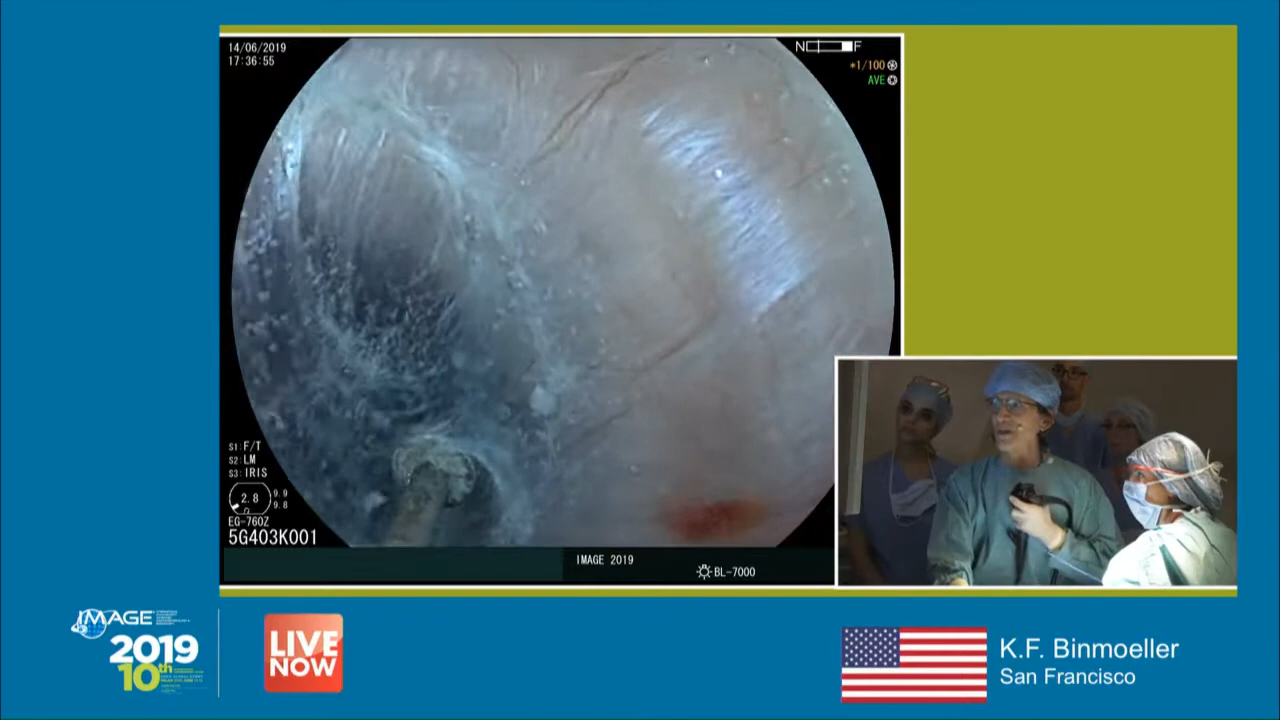 14/06/2019
17:36:55
N F
*1/100
AVE
S1:F/T
S2:LM
S3:IRIS
2.8
9.9
9.8
EG-760Z
5G403K001
IMAGE 2019
BL-7000
IMAGE
2019
10th
LIVE
NOW
K.F. Binmoeller
San Francisco